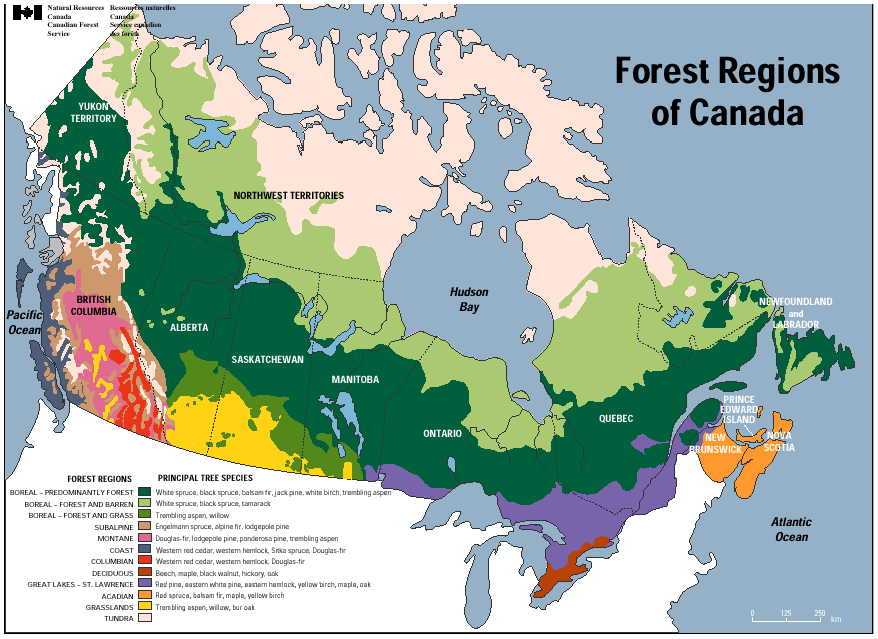 Natural Resources Ressources naturelles
Canada Canada
Canadian Forest Service canadien
Service des forêts
Forest Regions
of Canada
YUKON
TERRITORY
NORTHWEST TERRITORIES
Hudson
Bay
Pacific
Ocean
BRITISH
COLUMBIA
NEWFOUNDLAND
and
LABRADOR
ALBERTA
SASKATCHEWAN
MANITOBA
ONTARIO
QUEBEC
PRINCE
EDWARD
ISLAND
NEW
BRUNSWICK
NOVA
SCOTIA
Atlantic
Ocean
FOREST REGIONS PRINCIPAL TREE SPECIES
BOREAL – PREDOMINANTLY FOREST White spruce, black spruce, balsam fir, jack pine, white birch, trembling aspen
BOREAL – FOREST AND BARREN White spruce, black spruce, tamarack
BOREAL – FOREST AND GRASS Trembling aspen, willow
SUBALPINE Engelmann spruce, alpine fir, lodgepole pine
MONTANE Douglas-fir, lodgepole pine, ponderosa pine, trembling aspen
COAST Western red cedar, western hemlock, Sitka spruce, Douglas-fir
COLUMBIAN Western red cedar, western hemlock, Douglas-fir
DECIDUOUS Beech, maple, black walnut, hickory, oak
GREAT LAKES – ST. LAWRENCE Red pine, eastern white pine, eastern hemlock, yellow birch, maple, oak
ACADIAN Red spruce, balsam fir, maple, yellow birch
GRASSLANDS Trembling aspen, willow, bur oak
TUNDRA
0 125 250
km